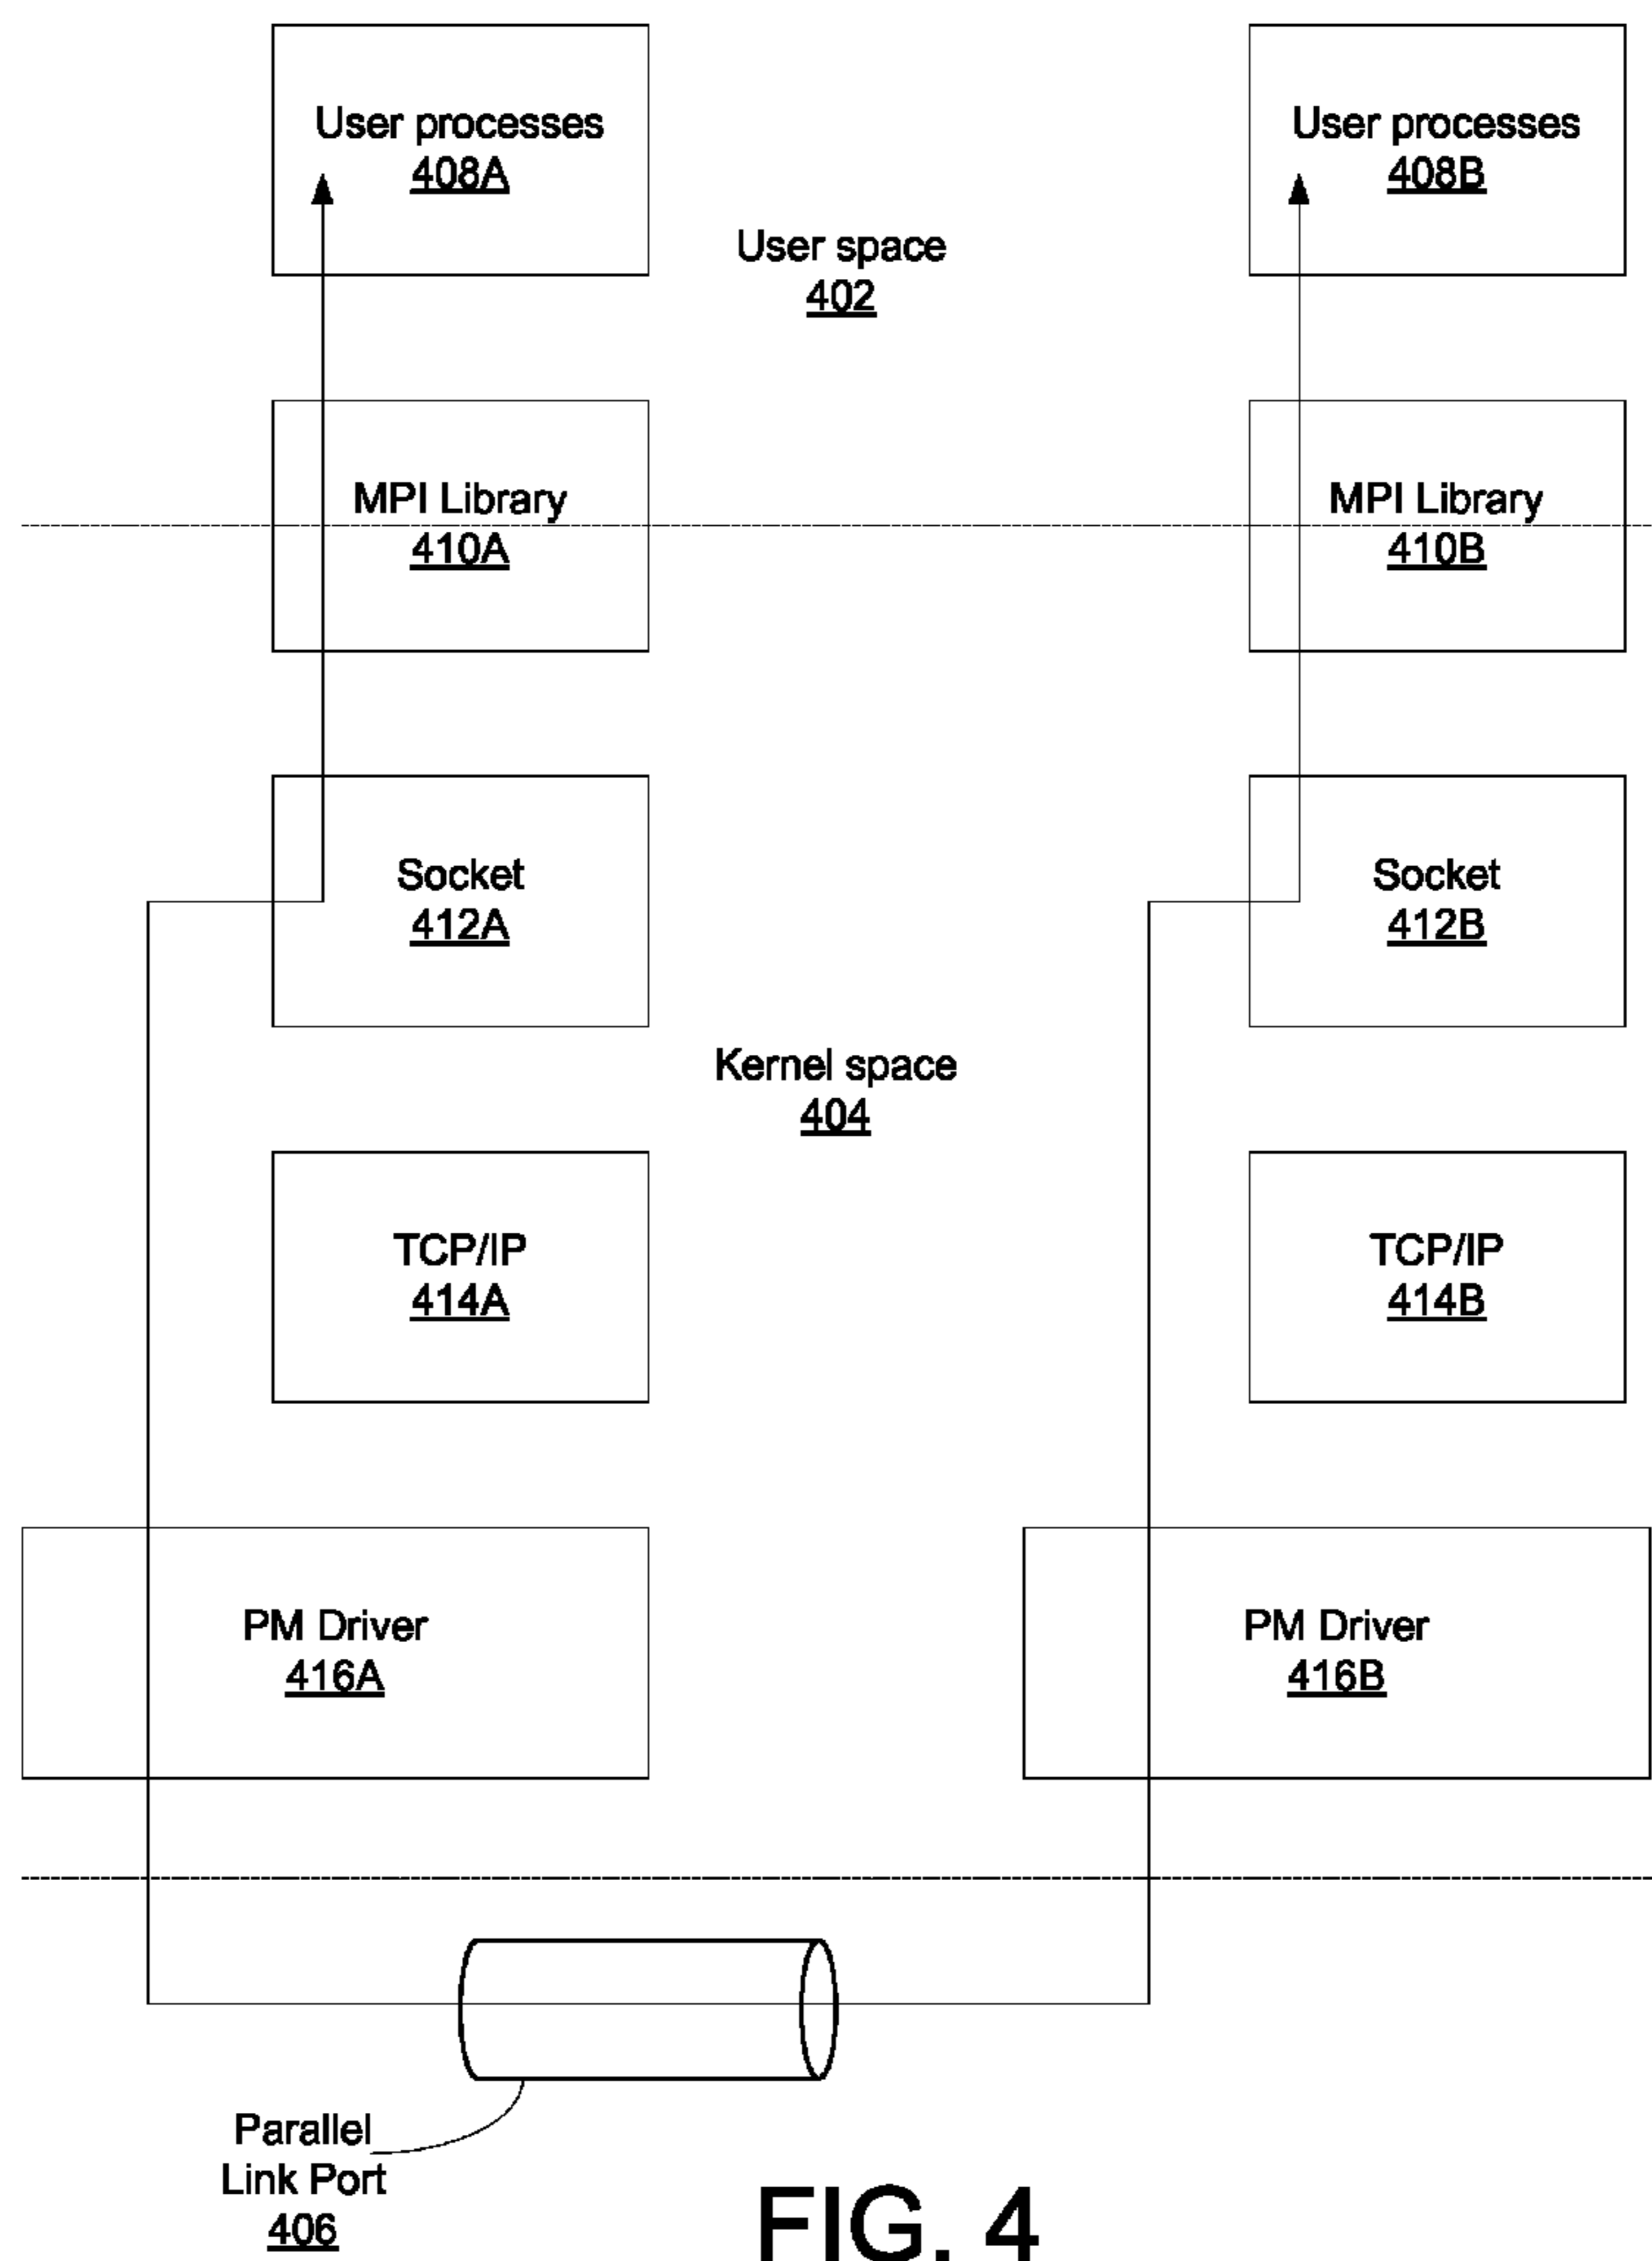 User processes
408A
User processes
408B
User space
402
MPI Library
410A
MPI Library
410B
Socket
412A
Socket
412B
Kernel space
404
TCP/IP
414A
TCP/IP
414B
PM Driver
416A
PM Driver
416B
Parallel
Link Port
406
FIG. 4